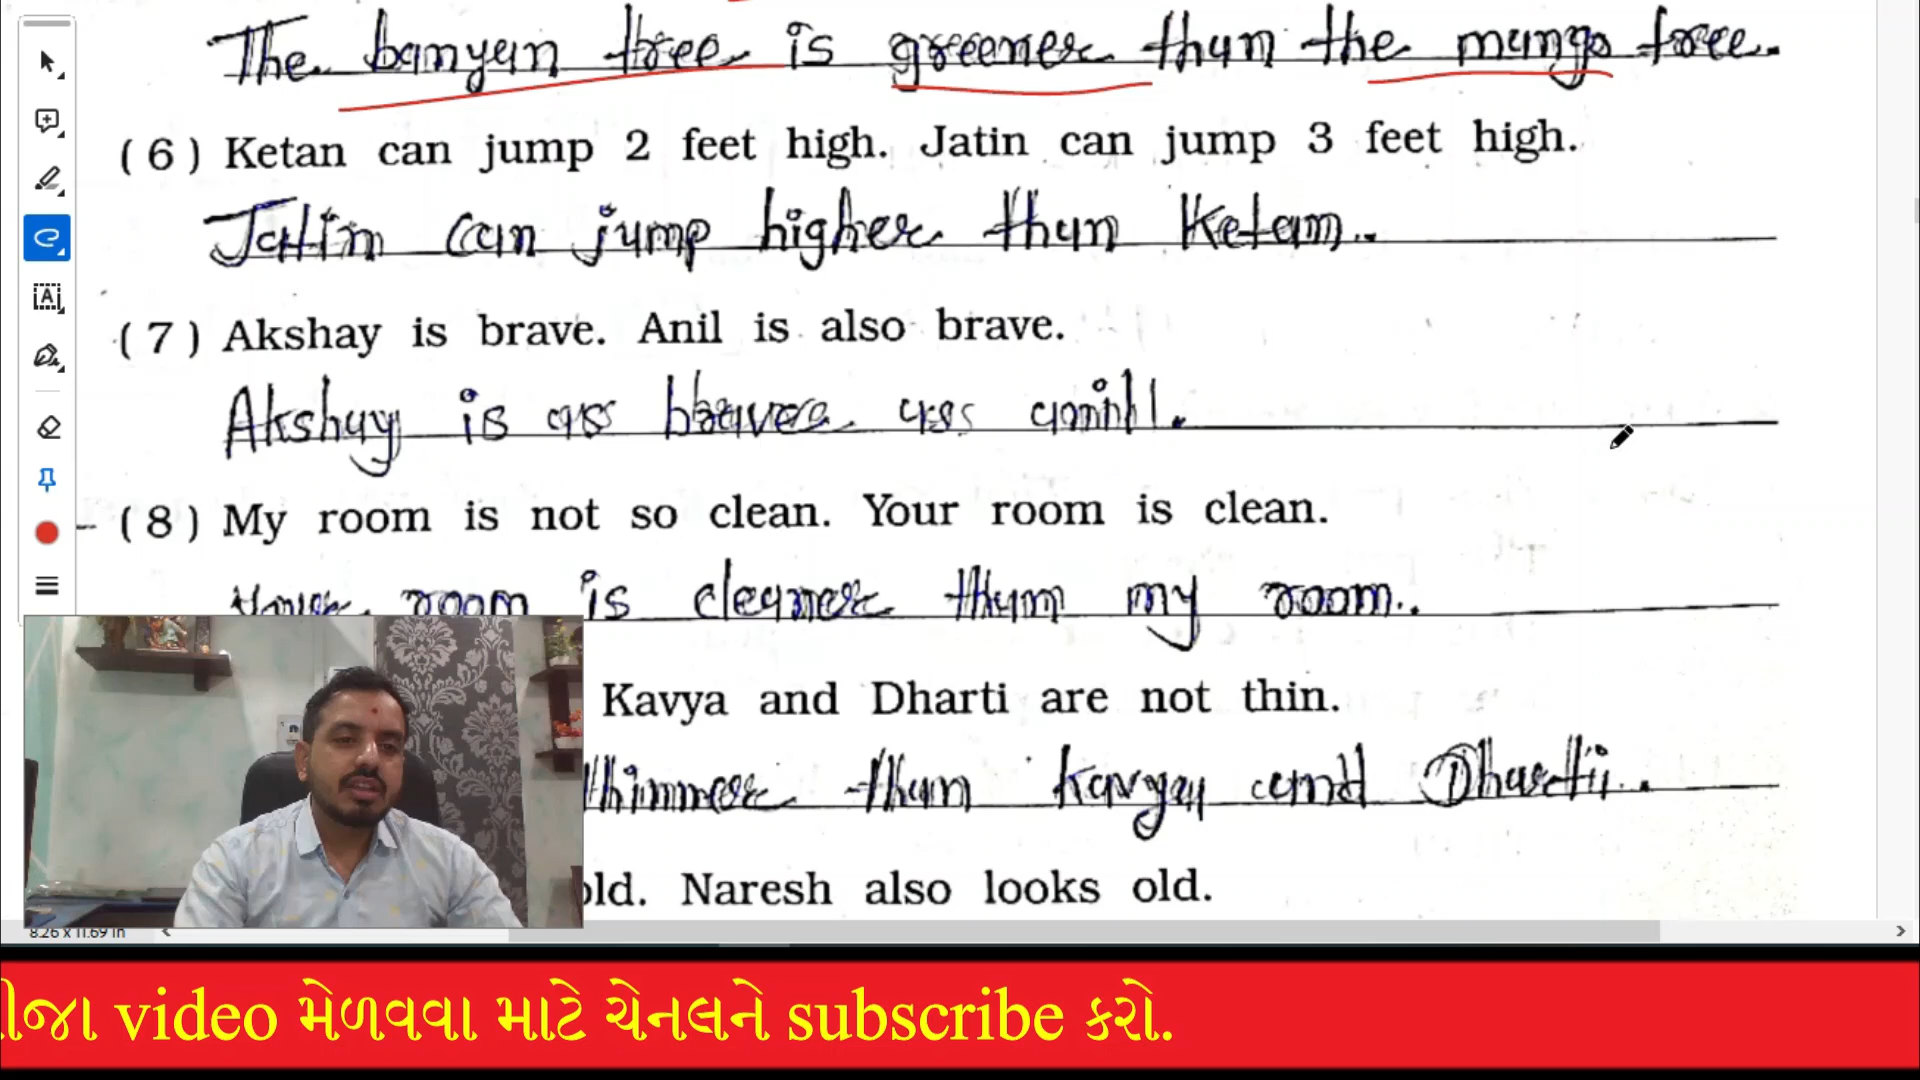 The banyan tree is greener than the mango tree.
(6) Ketan can jump 2 feet high. Jatin can jump 3 feet high.
Jatin can jump higher than Ketan.
(7) Akshay is brave. Anil is also brave.
Akshay is as brave as anil.
- (8) My room is not so clean. Your room is clean.
room is cleaner than my room.
Kavya and Dharti are not thin.
thinner than Kavya and Dharti.
old. Naresh also looks old.
8.26 x 11.69 in
video મેળવવા માટે ચેનલને subscribe કરો.